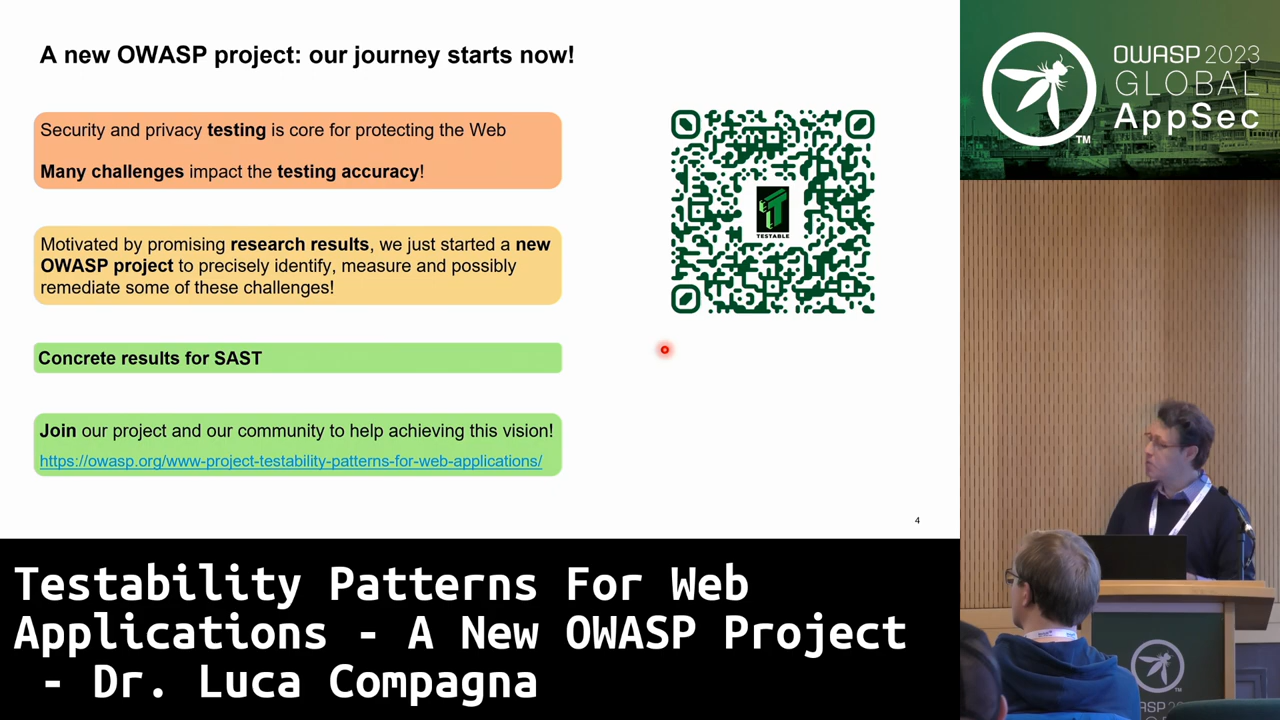 A new OWASP project: our journey starts now!
Security and privacy testing is core for protecting the Web
Many challenges impact the testing accuracy!
Motivated by promising research results, we just started a new
OWASP project to precisely identify, measure and possibly
remediate some of these challenges!
Concrete results for SAST
Join our project and our community to help achieving this vision!
https://owasp.org/www-project-testability-patterns-for-web-applications/
TESTABLE
4
OWASP 2023
GLOBAL
AppSec
TM
Testability Patterns For Web
Applications - A New OWASP Project
- Dr. Luca Compagna